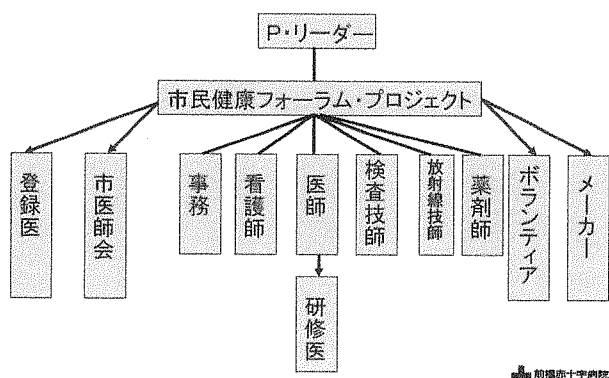 P・リーダー
市民健康フォーラム・プロジェクト
登録医
市医師会
事務
看護師
医師
検査技師
放射線技師
薬剤師
ボランティア
メーカー
研修医
前橋赤十字病院